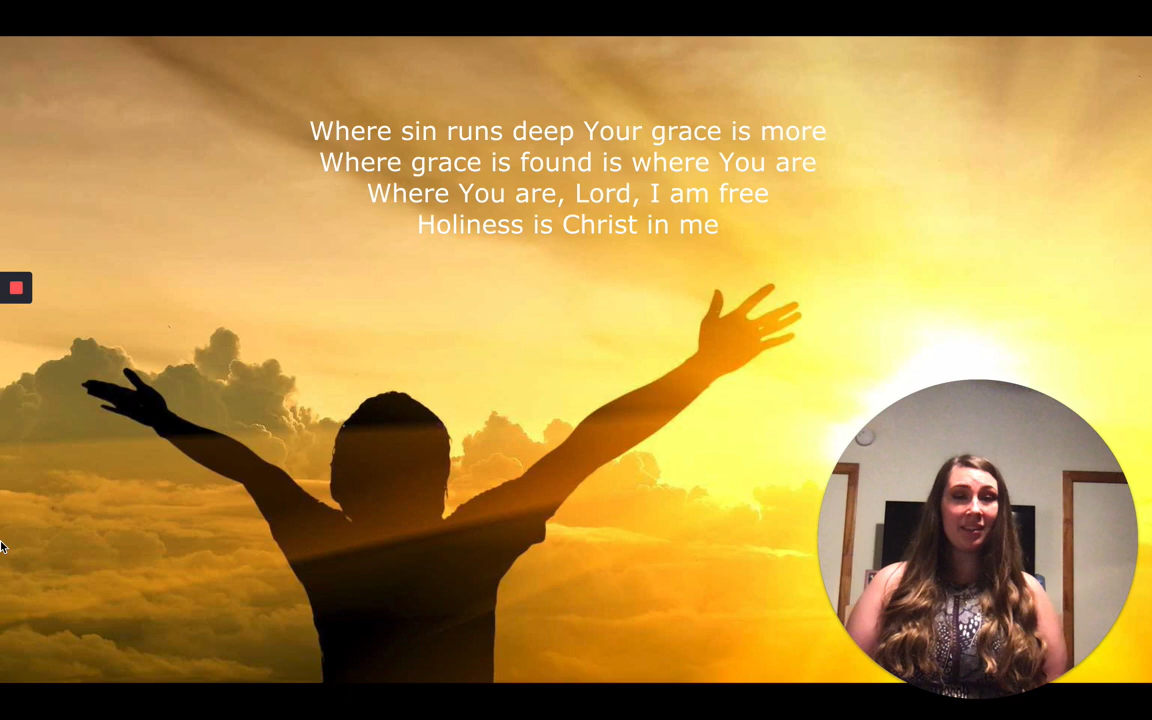 Where sin runs deep Your grace is more
Where grace is found is where You are
Where You are, Lord, I am free
Holiness is Christ in me